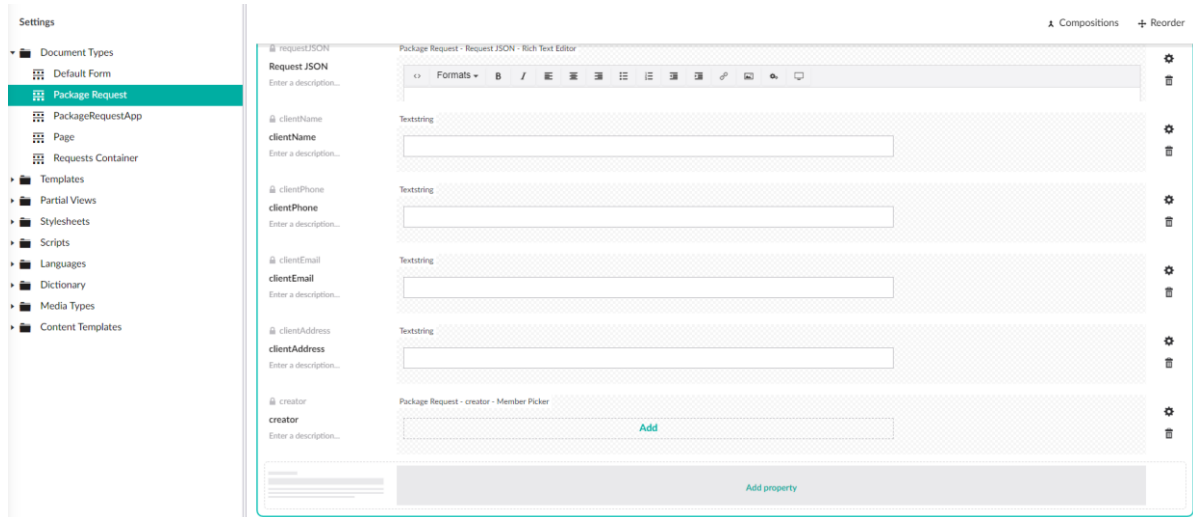 Settings
Compositions
Reorder
Document Types
Default Form
Package Request
PackageRequestApp
Page
Requests Container
Templates
Partial Views
Stylesheets
Scripts
Languages
Dictionary
Media Types
Content Templates
requestJSON
Request JSON
Enter a description...
Package Request - Request JSON - Rich Text Editor
Formats
B
I
clientName
clientName
Enter a description...
Textstring
clientPhone
clientPhone
Enter a description...
Textstring
clientEmail
clientEmail
Enter a description...
Textstring
clientAddress
clientAddress
Enter a description...
Textstring
creator
creator
Enter a description...
Package Request - creator - Member Picker
Add
Add property